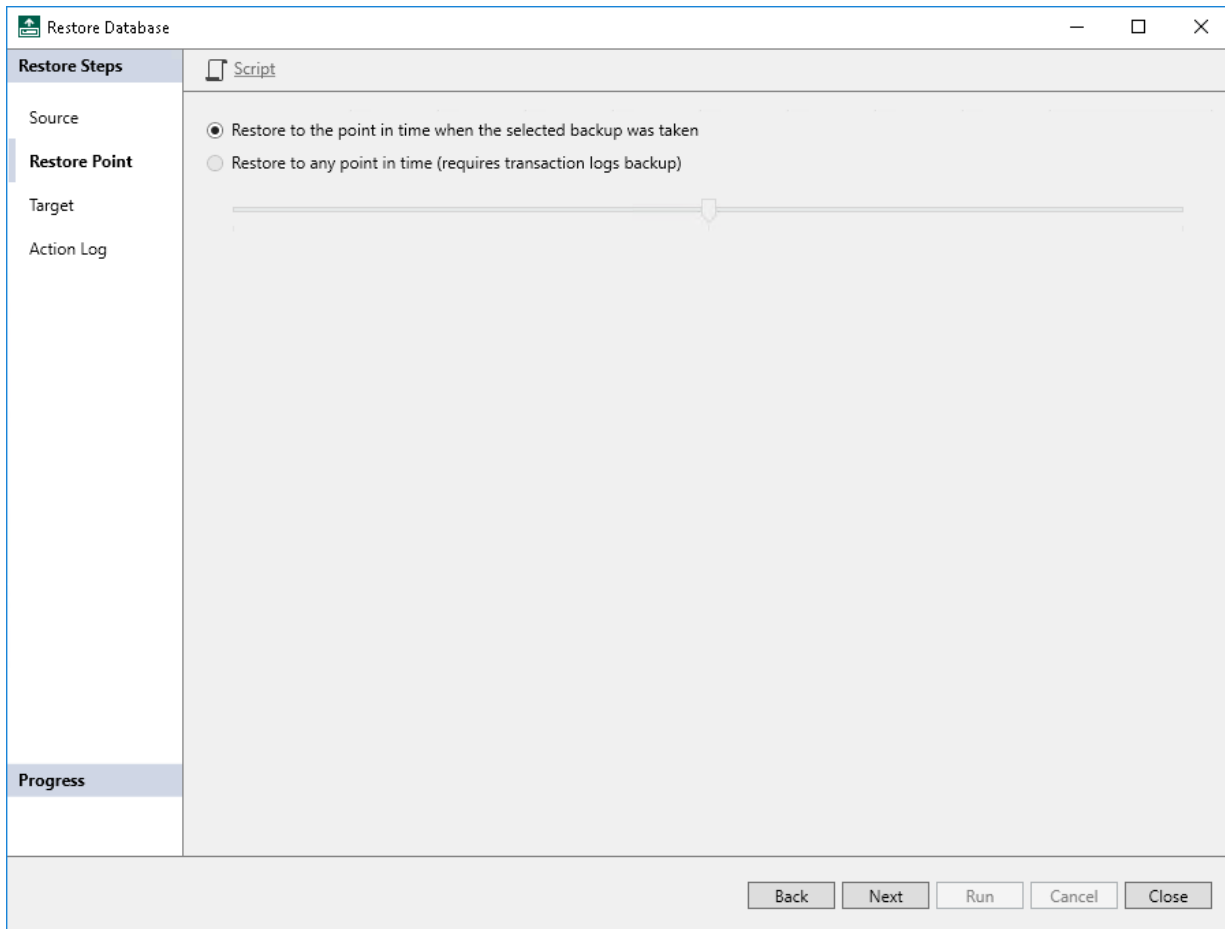 Restore Database
Restore Steps
Script
Source
Restore Point
Target
Action Log
Restore to the point in time when the selected backup was taken
Restore to any point in time (requires transaction logs backup)
Progress
Back
Next
Run
Cancel
Close